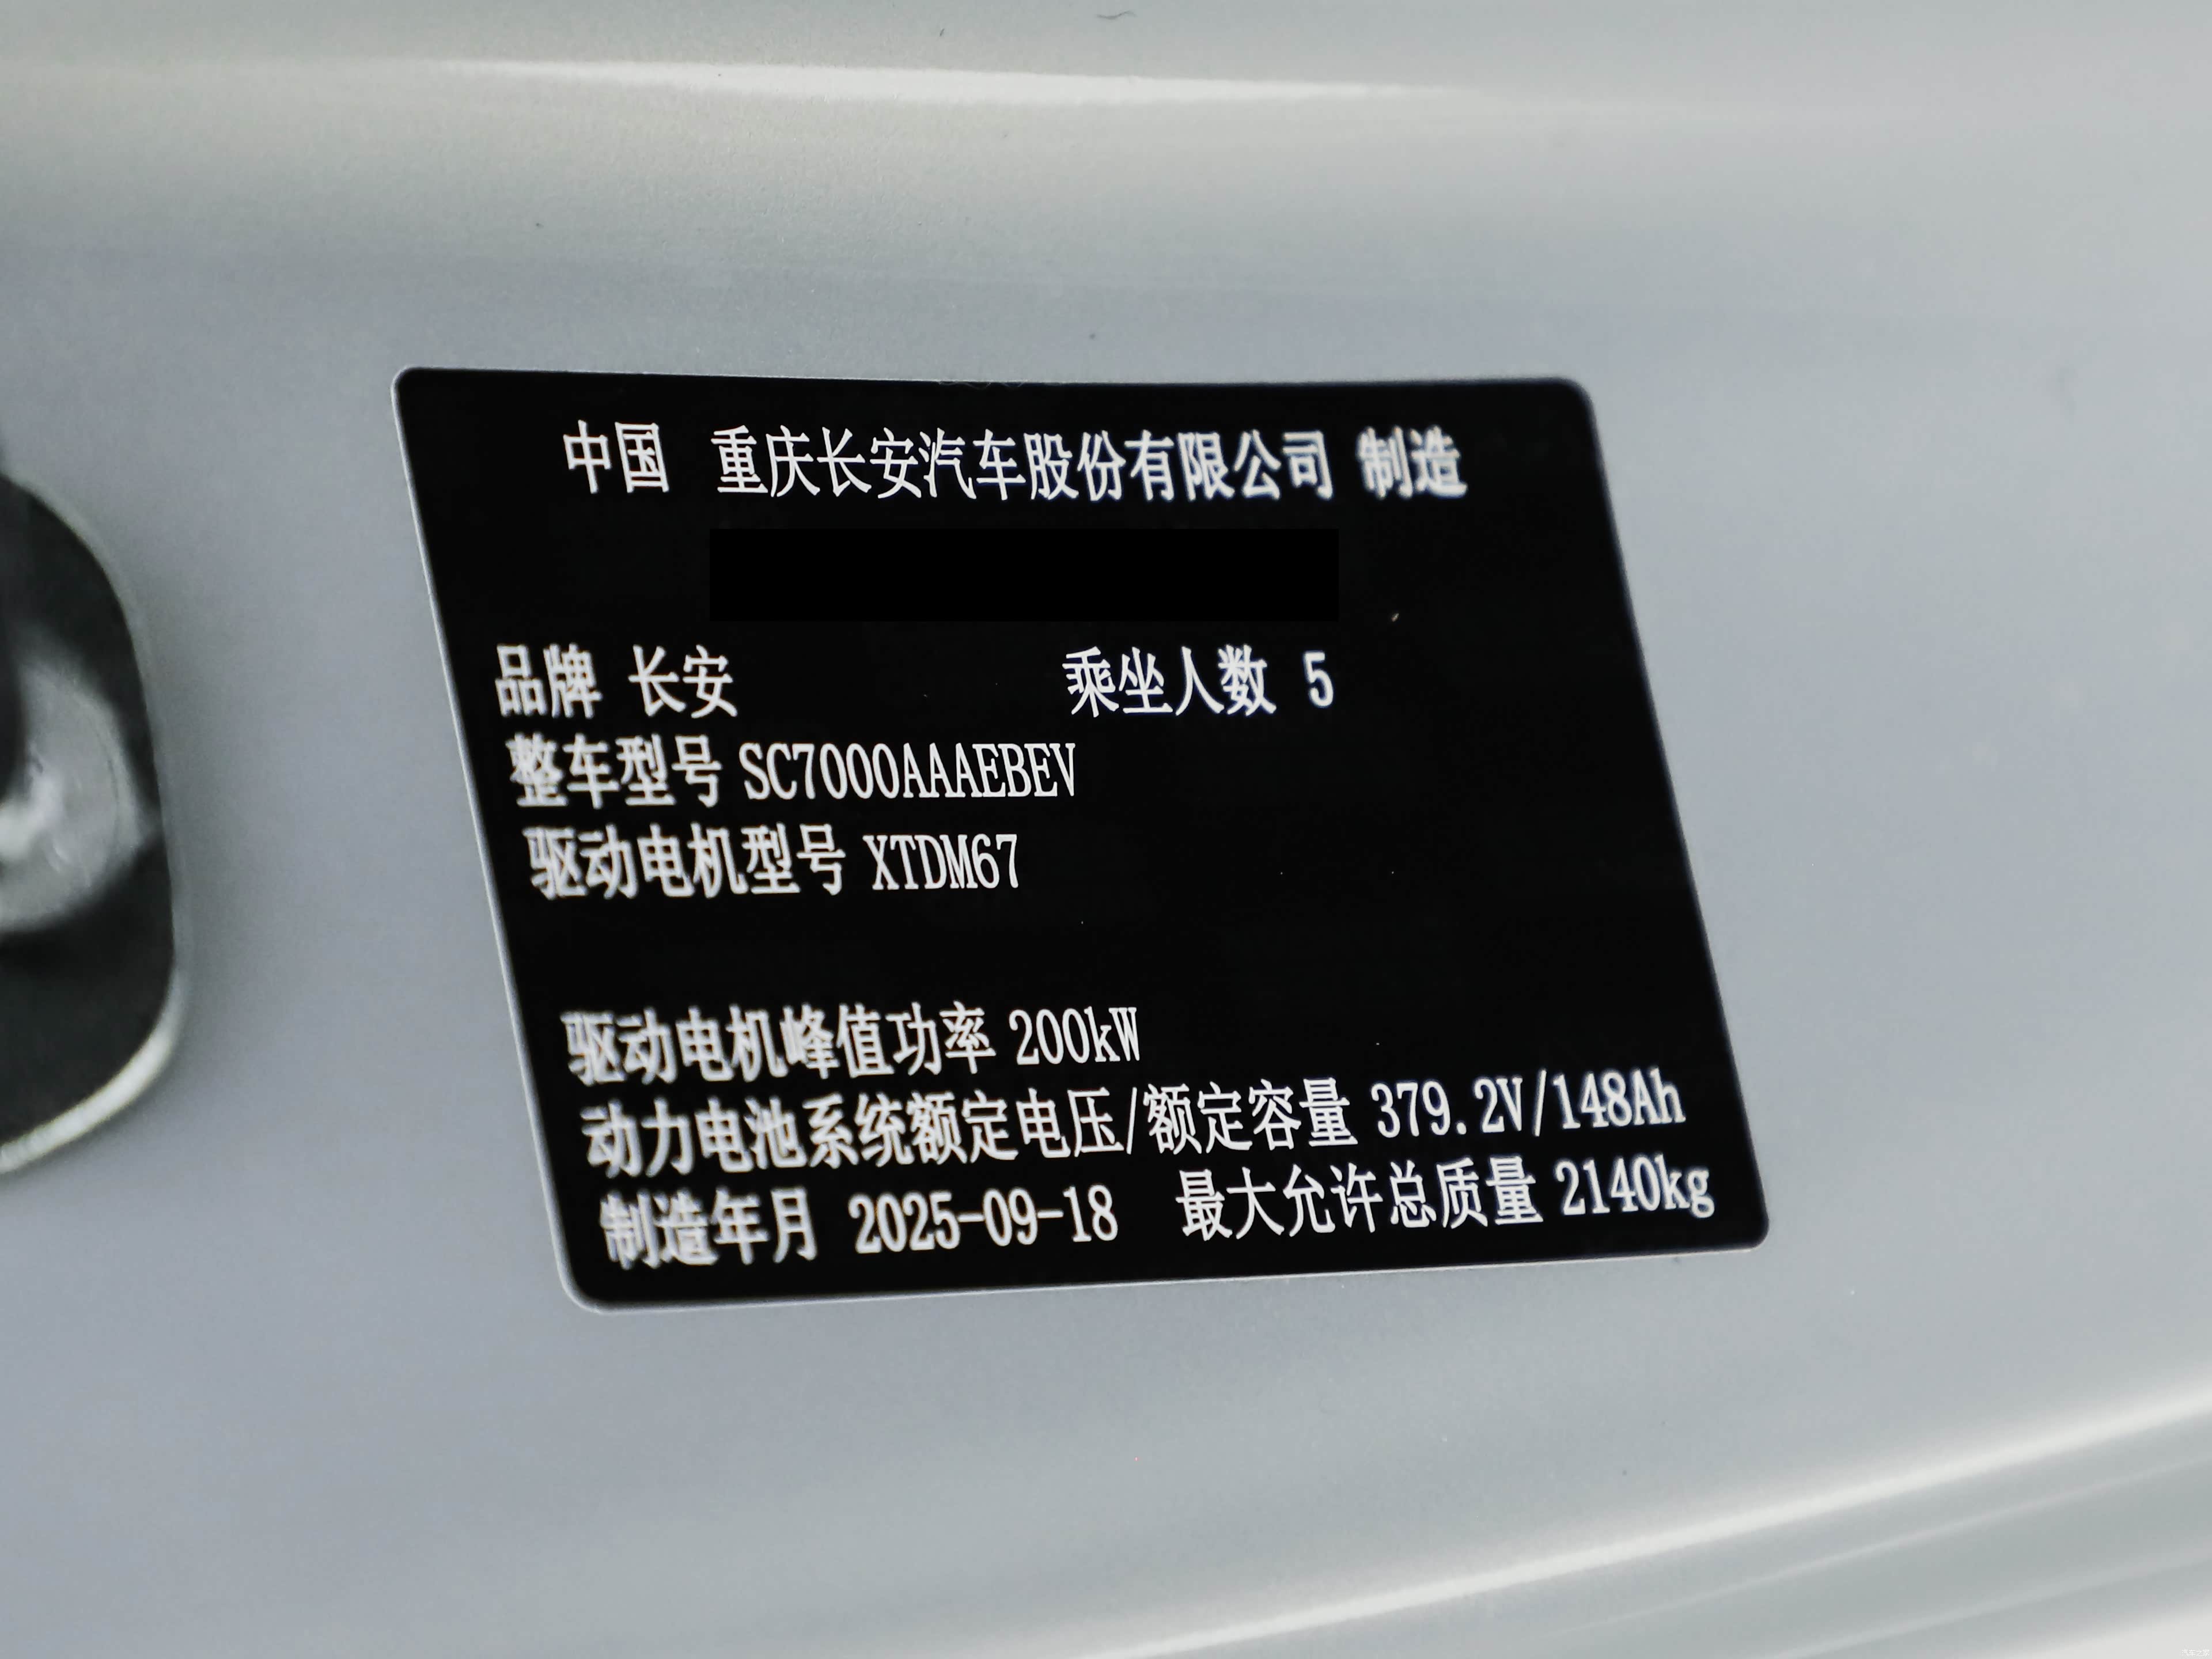 中国 重庆长安汽车股份有限公司 制造
品牌 长安 乘坐人数 5
整车型号 SC7000AAAEBEV
驱动电机型号 XTDM67
驱动电机峰值功率 200kW
动力电池系统额定电压/额定容量 379.2V/148Ah
制造年月 2025-09-18 最大允许总质量 2140kg